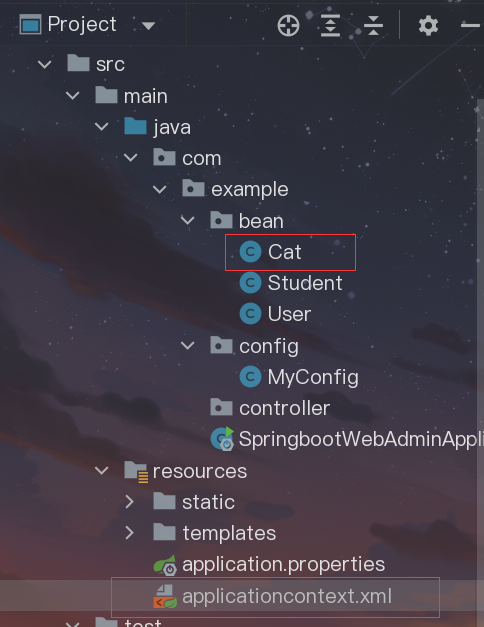 Project
src
main
java
com
example
bean
Cat
Student
User
config
MyConfig
controller
SpringbootWebAdminAppli
resources
static
templates
application.properties
applicationcontext.xml
test